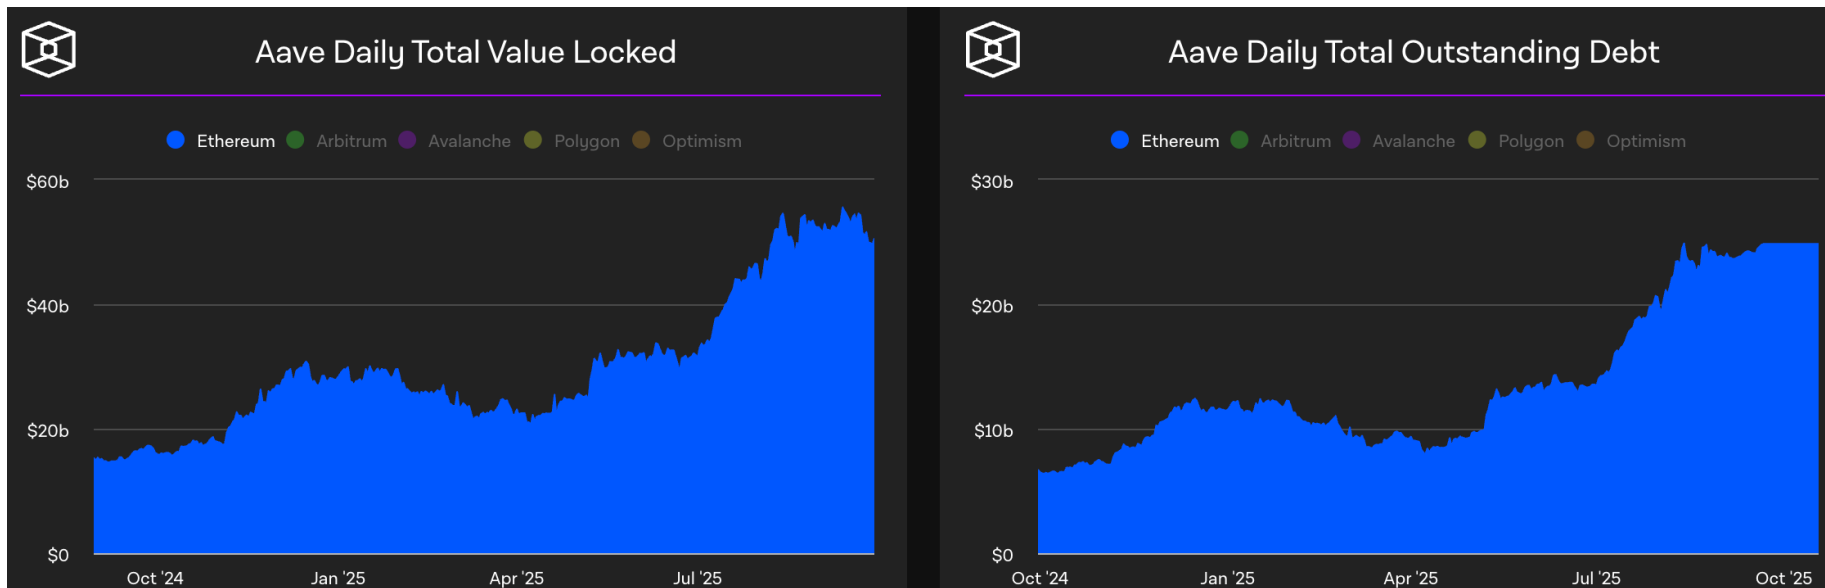 Aave Daily Total Value Locked
Ethereum Arbitrum Avalanche Polygon Optimism
$60b
$40b
$20b
$0
Oct '24 Jan '25 Apr '25 Jul '25
Aave Daily Total Outstanding Debt
Ethereum Arbitrum Avalanche Polygon Optimism
$30b
$20b
$10b
$0
Oct '24 Jan '25 Apr '25 Jul '25 Oct '25